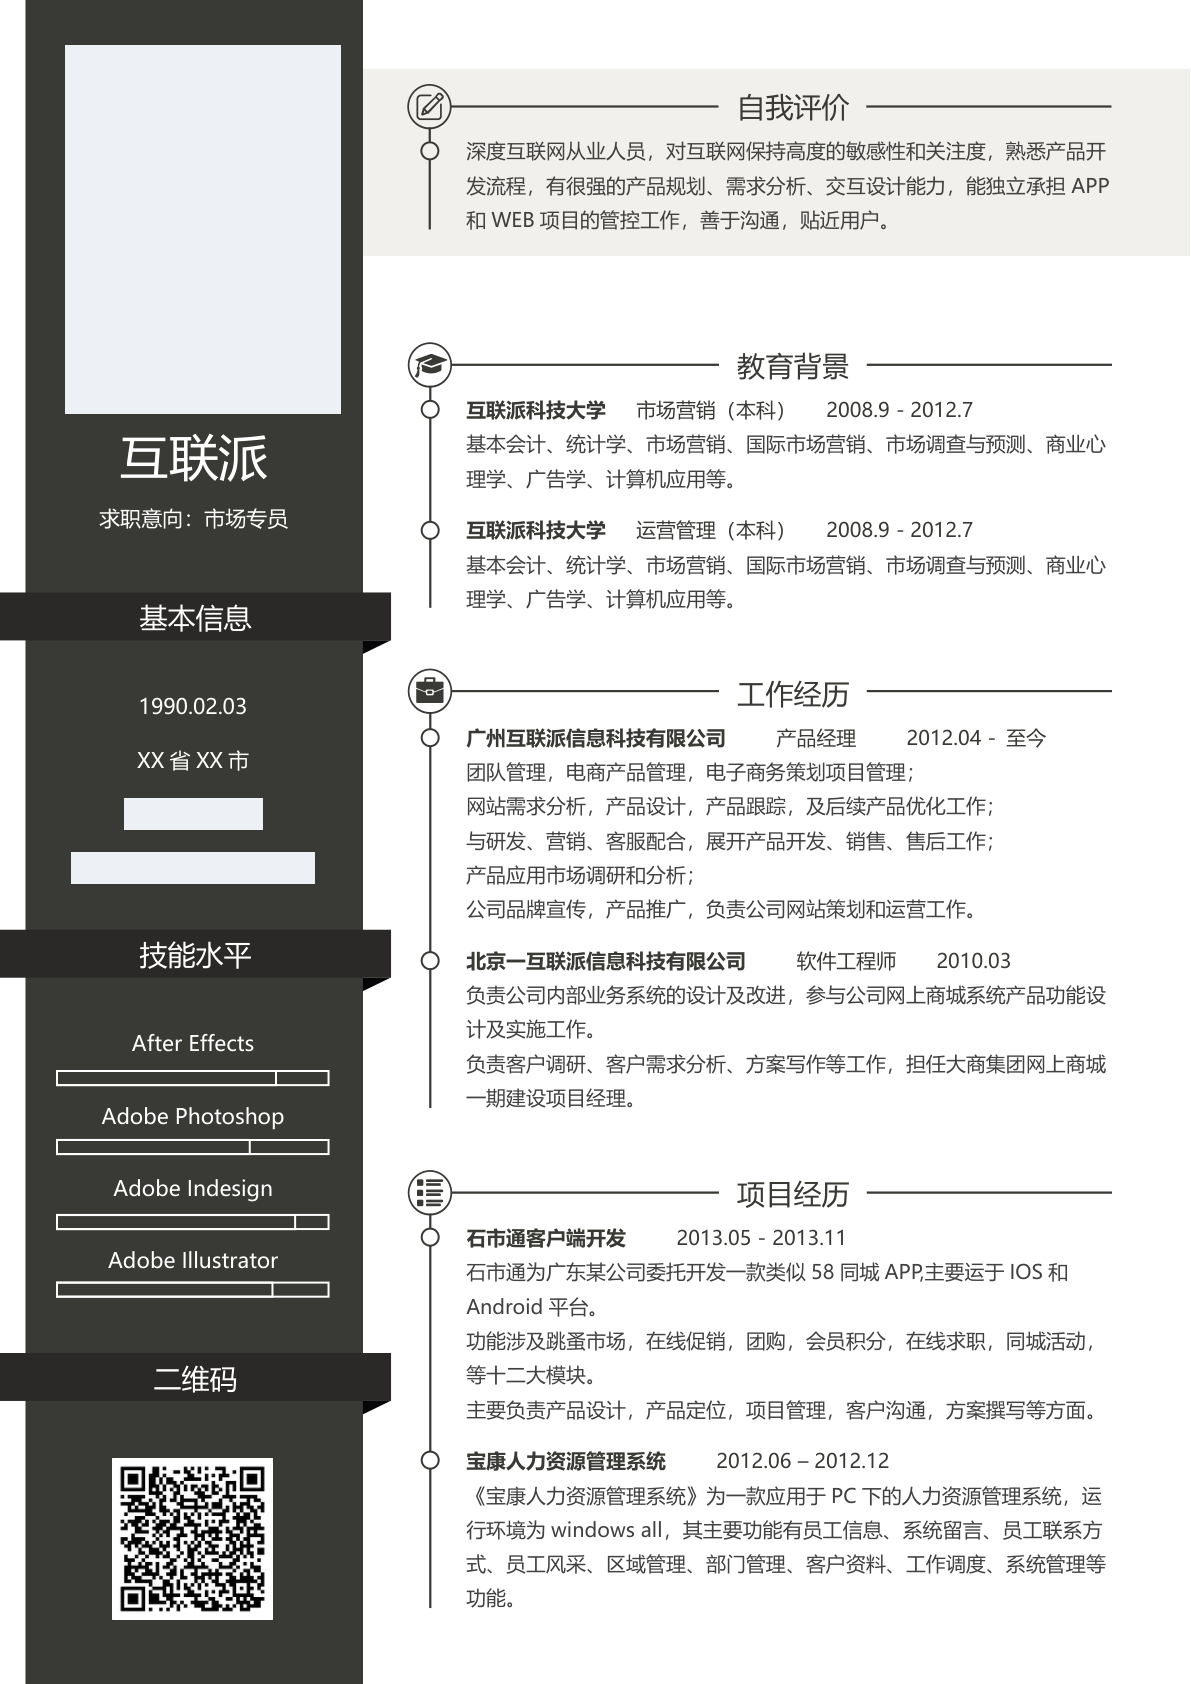 互联派
求职意向：市场专员
基本信息
1990.02.03
XX 省 XX 市
技能水平
After Effects
Adobe Photoshop
Adobe Indesign
Adobe Illustrator
二维码
自我评价
深度互联网从业人员，对互联网保持高度的敏感性和关注度，熟悉产品开
发流程，有很强的产品规划、需求分析、交互设计能力，能独立承担 APP
和 WEB 项目的管控工作，善于沟通，贴近用户。
教育背景
互联派科技大学 市场营销（本科） 2008.9 - 2012.7
基本会计、统计学、市场营销、国际市场营销、市场调查与预测、商业心
理学、广告学、计算机应用等。
互联派科技大学 运营管理（本科） 2008.9 - 2012.7
基本会计、统计学、市场营销、国际市场营销、市场调查与预测、商业心
理学、广告学、计算机应用等。
工作经历
广州互联派信息科技有限公司 产品经理 2012.04 - 至今
团队管理，电商产品管理，电子商务策划项目管理；
网站需求分析，产品设计，产品跟踪，及后续产品优化工作；
与研发、营销、客服配合，展开产品开发、销售、售后工作；
产品应用市场调研和分析；
公司品牌宣传，产品推广，负责公司网站策划和运营工作。
北京一互联派信息科技有限公司 软件工程师 2010.03
负责公司内部业务系统的设计及改进，参与公司网上商城系统产品功能设
计及实施工作。
负责客户调研、客户需求分析、方案写作等工作，担任大商集团网上商城
一期建设项目经理。
项目经历
石市通客户端开发 2013.05 - 2013.11
石市通为广东某公司委托开发一款类似 58 同城 APP,主要运于 IOS 和
Android 平台。
功能涉及跳蚤市场，在线促销，团购，会员积分，在线求职，同城活动，
等十二大模块。
主要负责产品设计，产品定位，项目管理，客户沟通，方案撰写等方面。
宝康人力资源管理系统 2012.06 – 2012.12
《宝康人力资源管理系统》为一款应用于 PC 下的人力资源管理系统，运
行环境为 windows all，其主要功能有员工信息、系统留言、员工联系方
式、员工风采、区域管理、部门管理、客户资料、工作调度、系统管理等
功能。